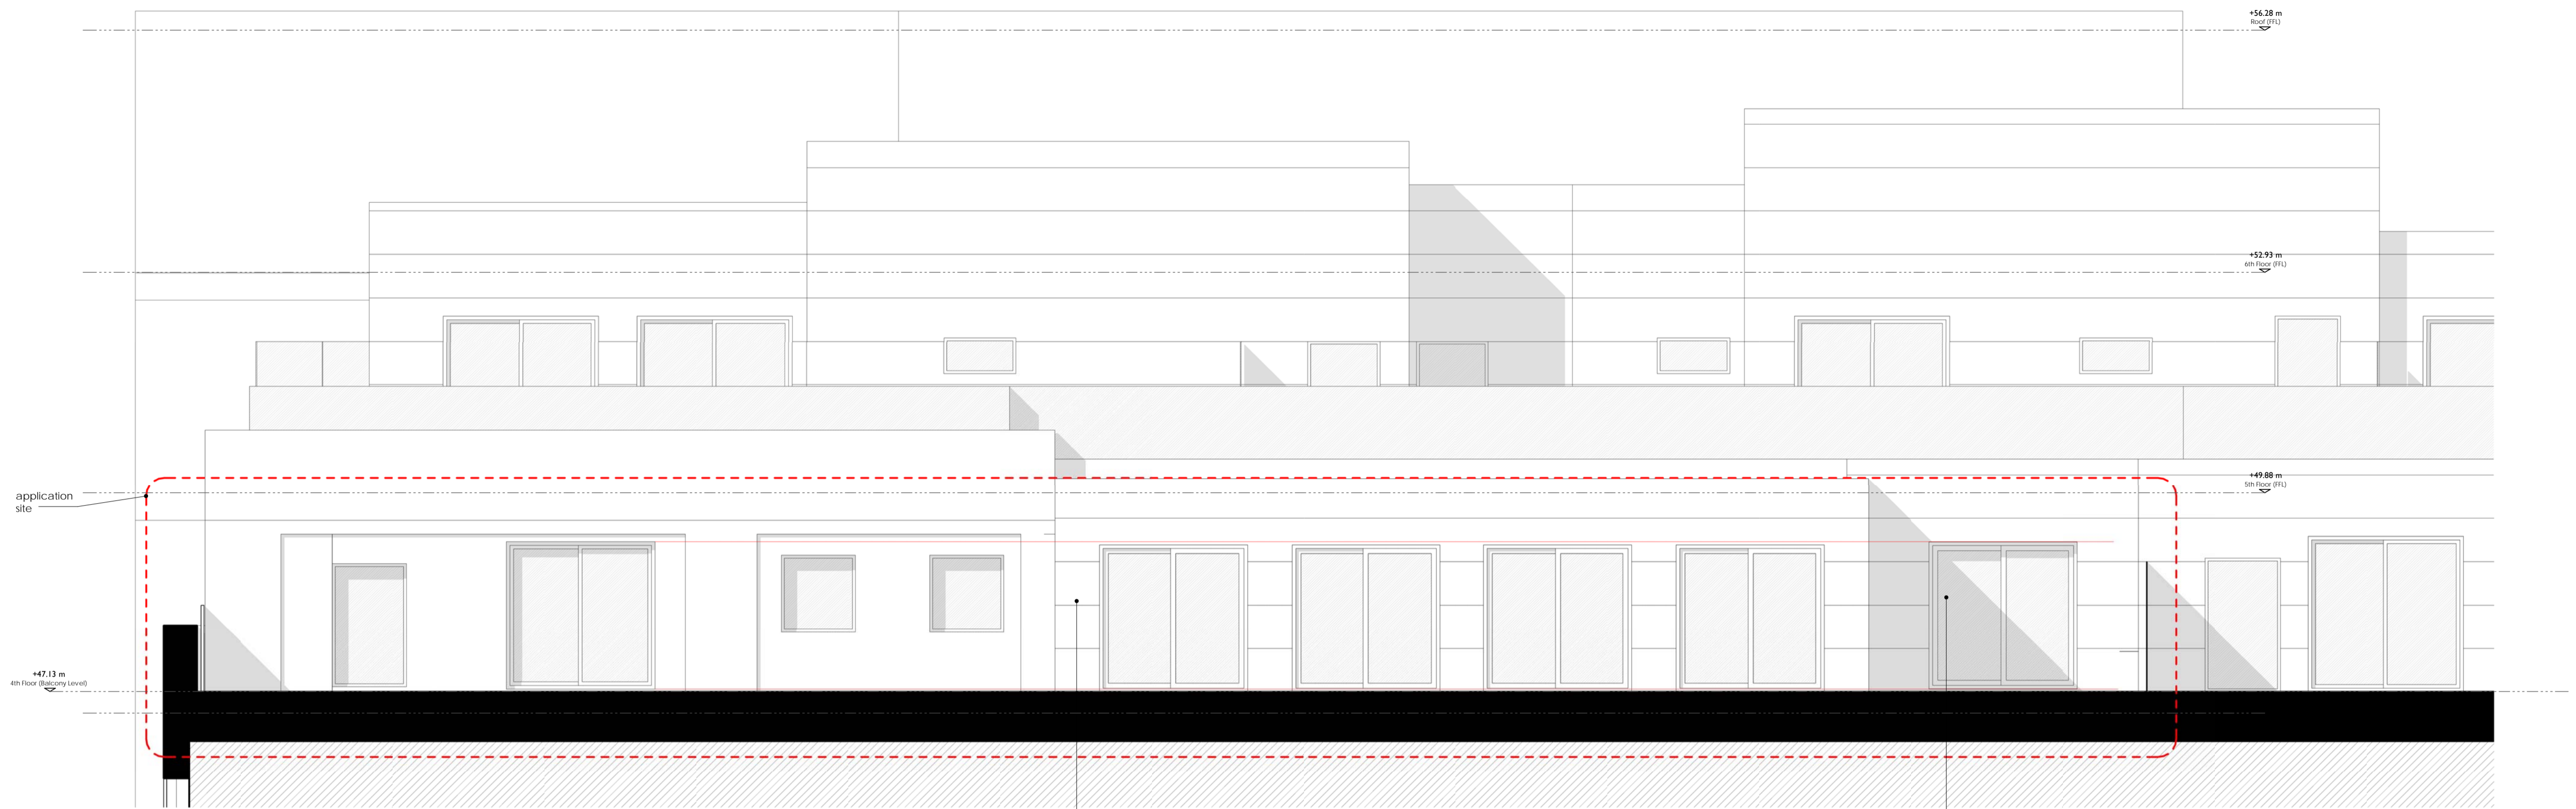 +56.28 m
Roof (FFL)
+52.93 m
6th Floor (FFL)
application
site
+49.88 m
5th Floor (FFL)
+47.13 m
4th Floor (Balcony Level)